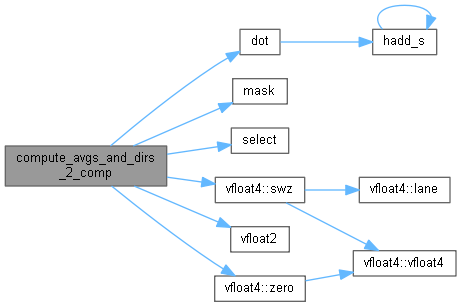 dot
hadd_s
mask
select
compute_avgs_and_dirs
_2_comp
vfloat4::swz
vfloat4::lane
vfloat2
vfloat4::vfloat4
vfloat4::zero